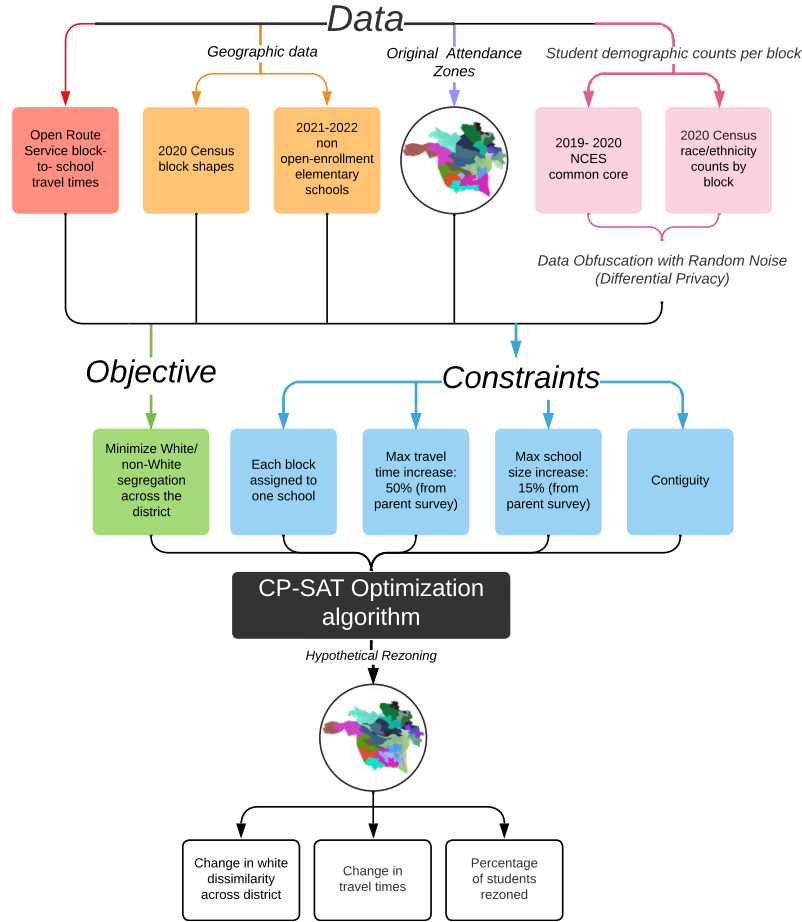 Data
Geographic data
Original Attendance
Zones
Student demographic counts per block
Open Route
Service block-
to- school
travel times
2020 Census
block shapes
2021-2022
non
open-enrollment
elementary
schools
2019- 2020
NCES
common core
2020 Census
race/ethnicity
counts by
block
Data Obfuscation with Random Noise
(Differential Privacy)
Objective
Constraints
Minimize White/
non-White
segregation
across the
district
Each block
assigned to
one school
Max travel
time increase:
50% (from
parent survey)
Max school
size increase:
15% (from
parent survey)
Contiguity
CP-SAT Optimization
algorithm
Hypothetical Rezoning
Change in white
dissimilarity
across district
Change in
travel times
Percentage
of students
rezoned